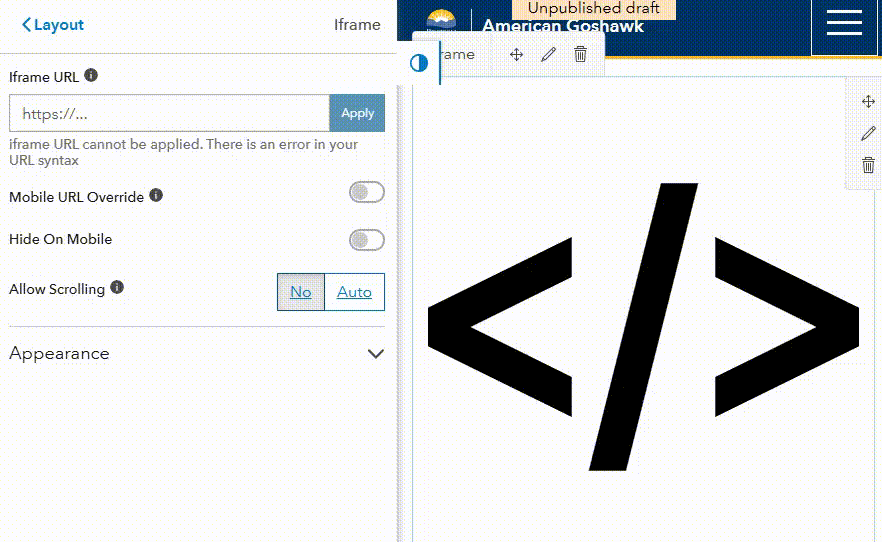 Layout
Iframe
Iframe URL
https://...
Apply
iframe URL cannot be applied. There is an error in your
URL syntax
Mobile URL Override
Hide On Mobile
Allow Scrolling
No
Auto
Appearance
Unpublished draft
American Goshawk
rame
</>